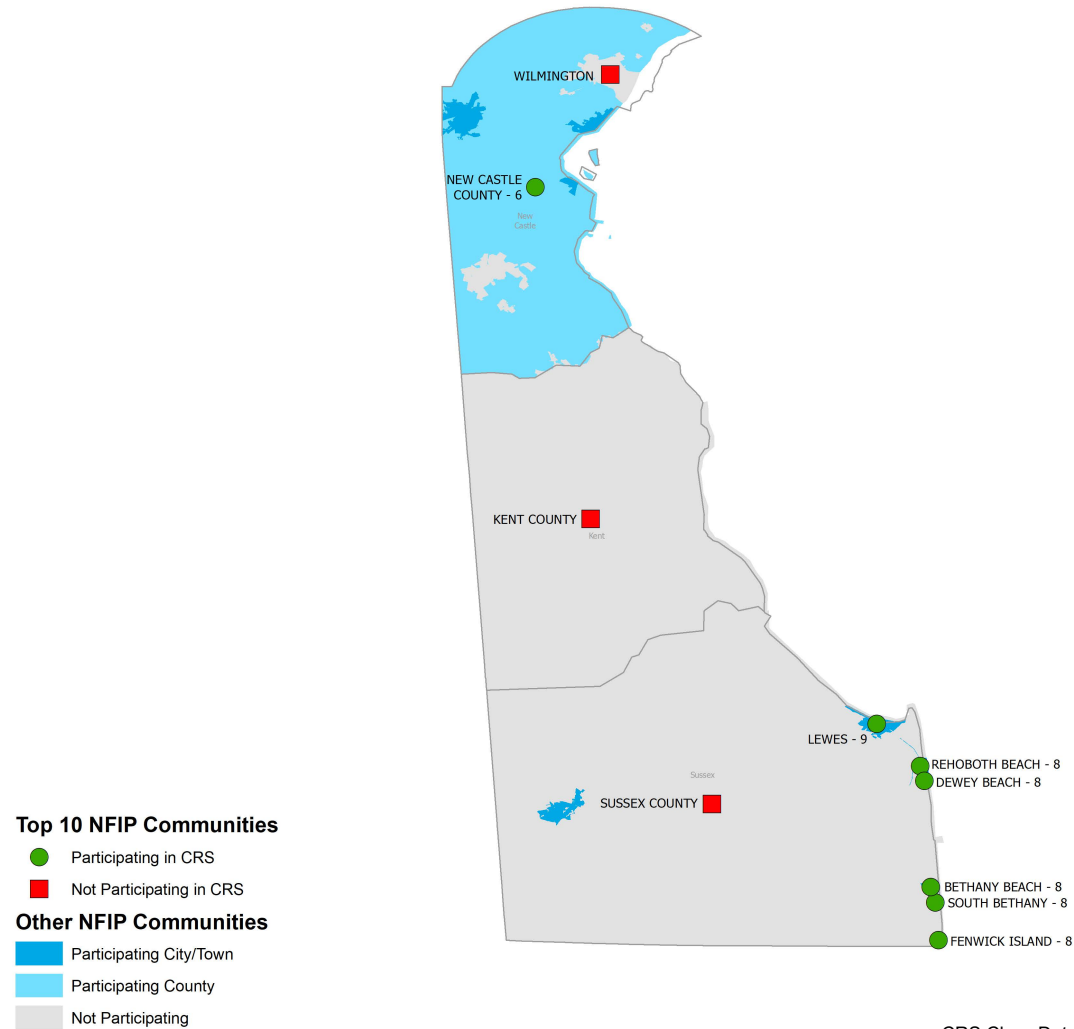 WILMINGTON
NEW CASTLE
COUNTY - 6
New
Castle
KENT COUNTY
Kent
LEWES - 9
REHOBOTH BEACH - 8
DEWEY BEACH - 8
Sussex
SUSSEX COUNTY
BETHANY BEACH - 8
SOUTH BETHANY - 8
FENWICK ISLAND - 8
Top 10 NFIP Communities
Participating in CRS
Not Participating in CRS
Other NFIP Communities
Participating City/Town
Participating County
Not Participating